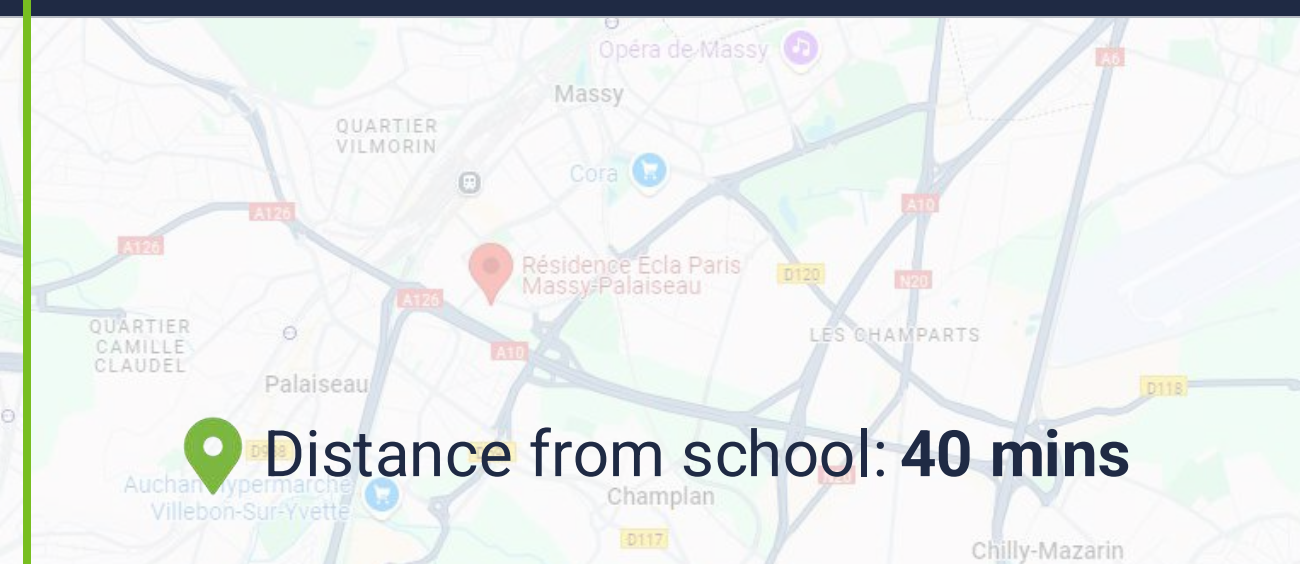 Opéra de Massy
A6
Massy
QUARTIER
VILMORIN
Cora
A126
A10
A126
Résidence Ecla Paris
Massy-Palaiseau
D120
N20
A126
QUARTIER
CAMILLE
CLAUDEL
LES CHAMPARTS
A10
Palaiseau
D118
Distance from school: 40 mins
Auchan Hypermarché
Villebon-Sur-Yvette
Champlan
D117
Chilly-Mazarin